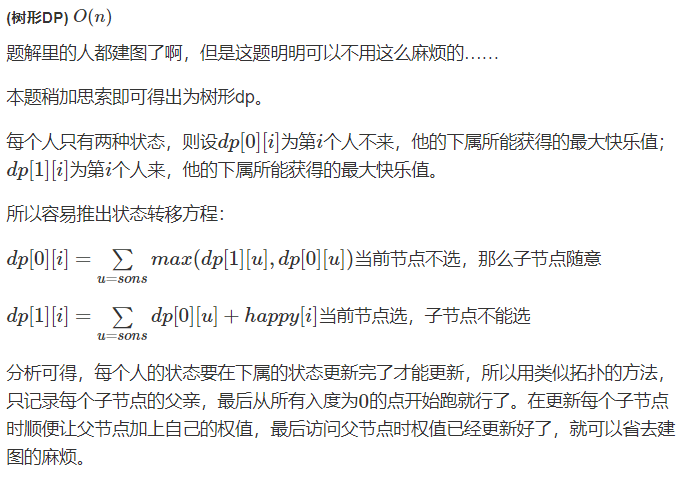 (树形DP) O(n)
题解里的人都建图了啊，但是这题明明可以不用这么麻烦的……
本题稍加思索即可得出为树形dp。
每个人只有两种状态，则设dp[0][i]为第i个人不来，他的下属所能获得的最大快乐值；
dp[1][i]为第i个人来，他的下属所能获得的最大快乐值。
所以容易推出状态转移方程：
dp[0][i] = ∑_{u=sons} max(dp[1][u], dp[0][u])当前节点不选，那么子节点随意
dp[1][i] = ∑_{u=sons} dp[0][u] + happy[i]当前节点选，子节点不能选
分析可得，每个人的状态要在下属的状态更新完了才能更新，所以用类似拓扑的方法，
只记录每个子节点的父亲，最后从所有入度为0的点开始跑就行了。在更新每个子节点
时顺便让父节点加上自己的权值，最后访问父节点时权值已经更新好了，就可以省去建
图的麻烦。